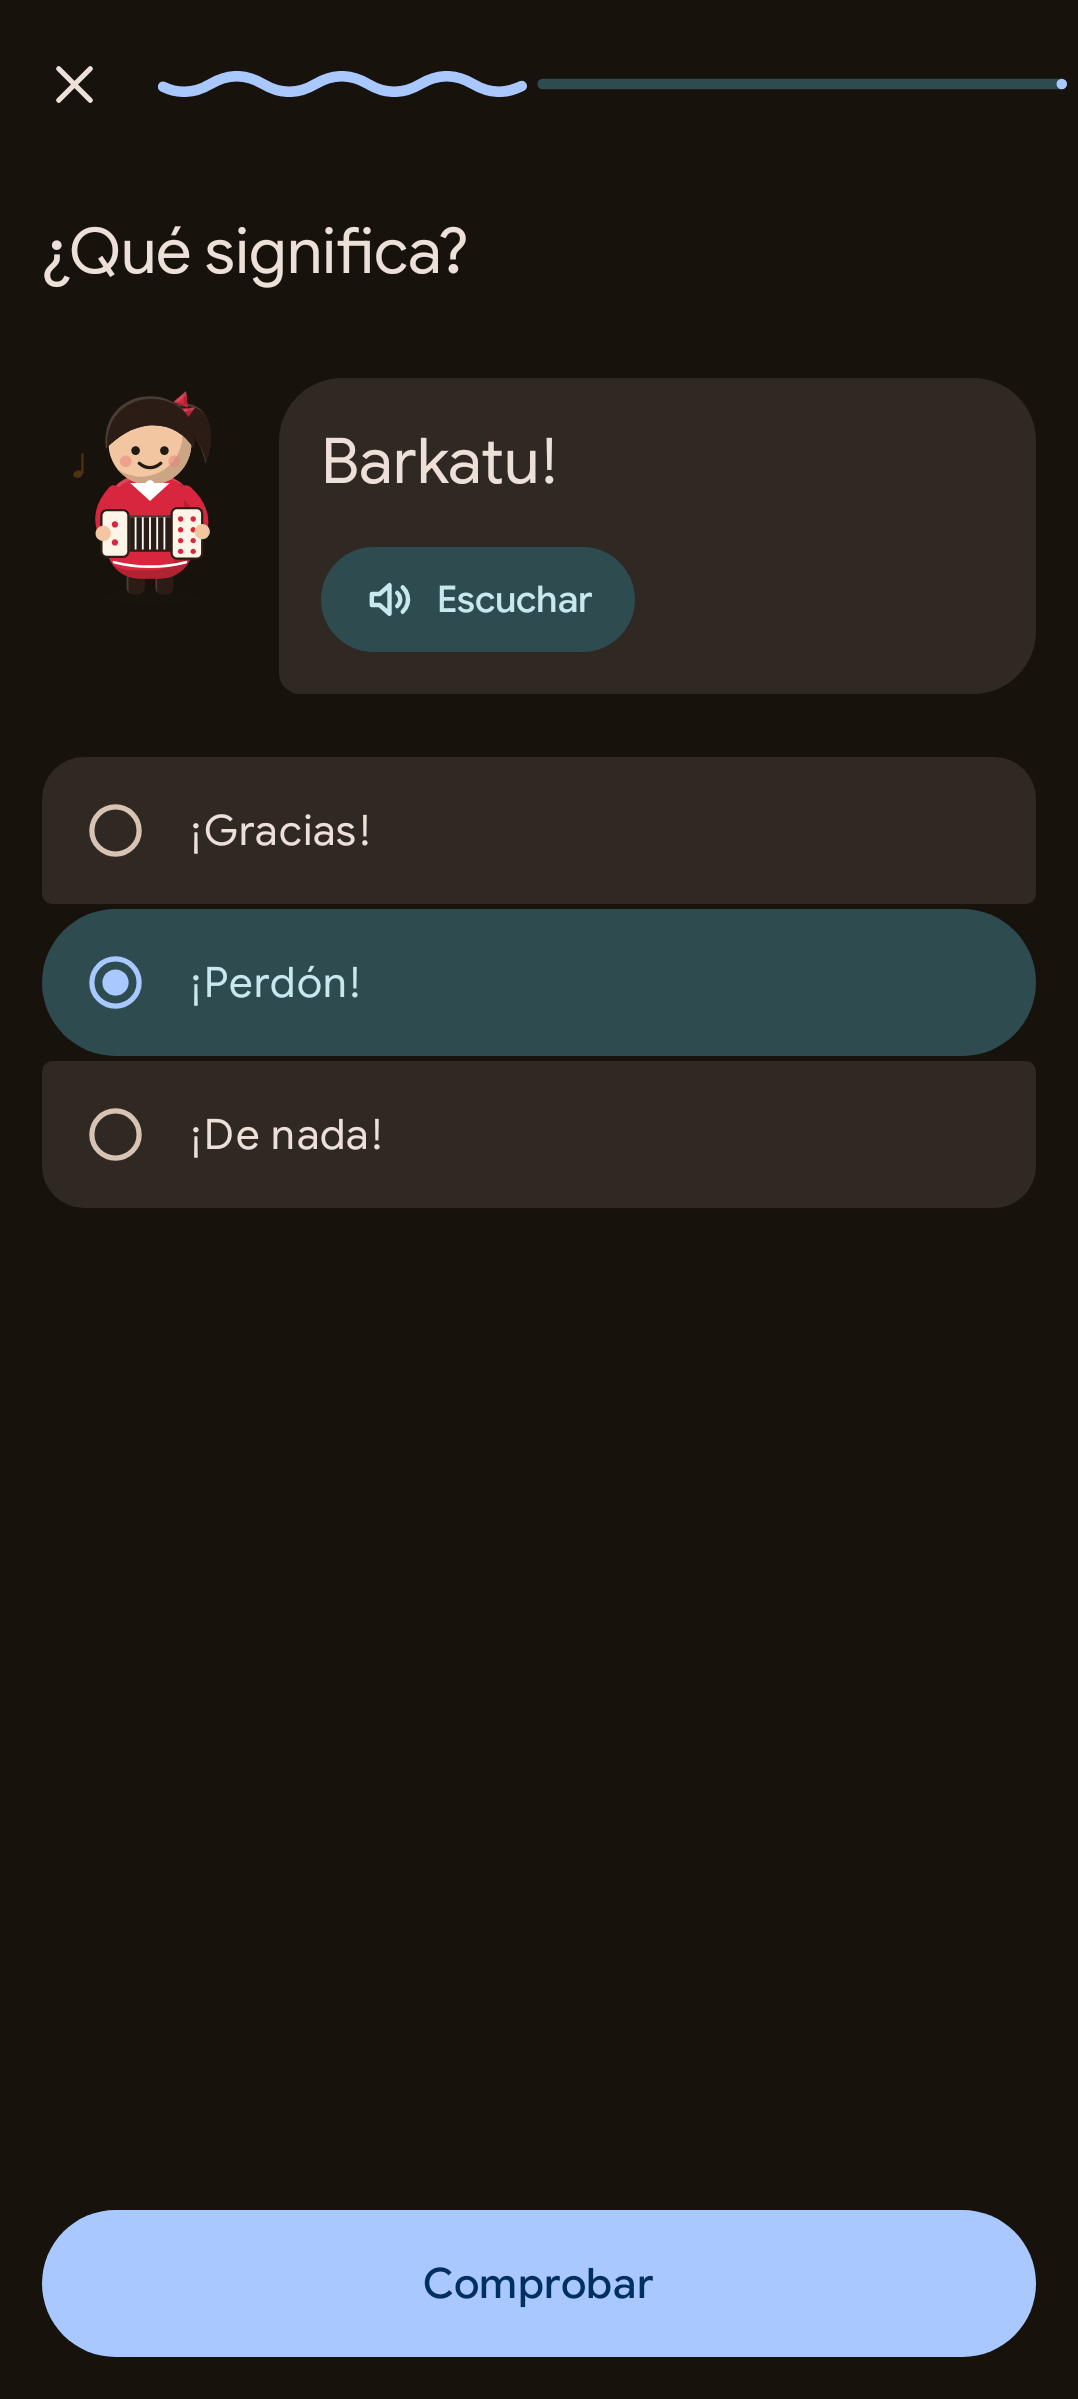 ¿Qué significa?
Barkatu!
Escuchar
¡Gracias!
¡Perdón!
¡De nada!
Comprobar